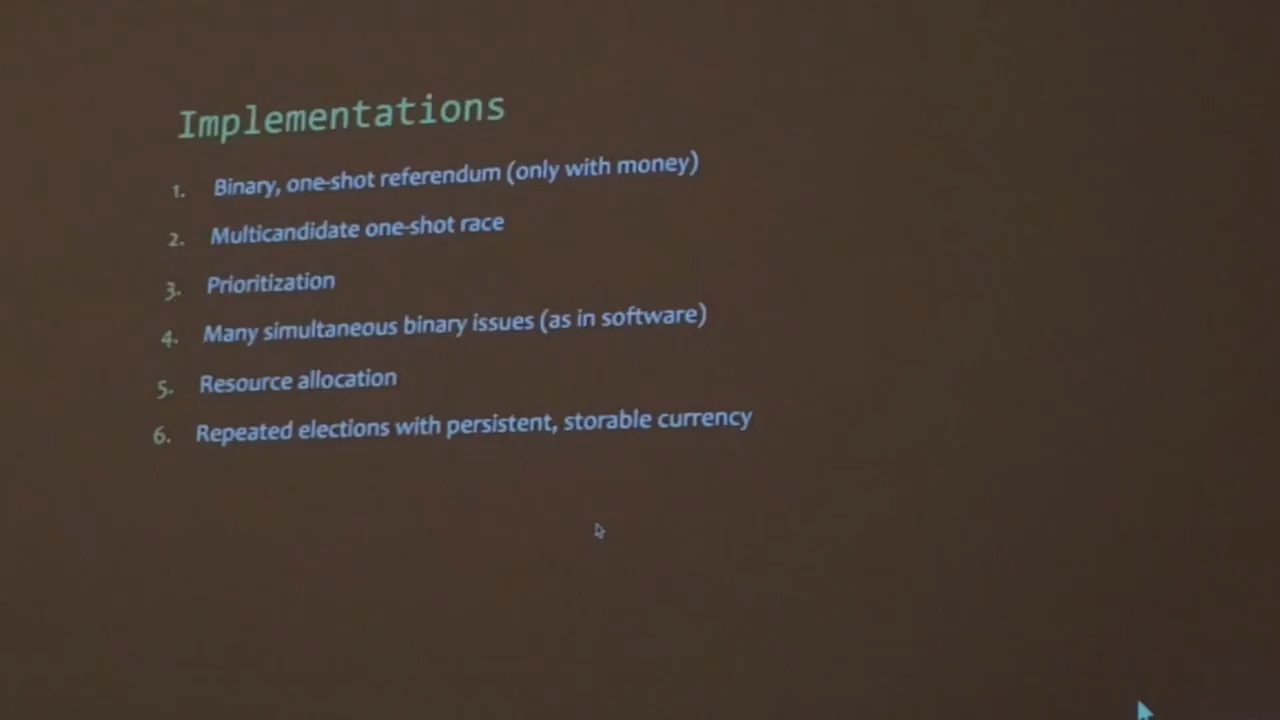 Implementations
1. Binary, one-shot referendum (only with money)
2. Multicandidate one-shot race
3. Prioritization
4. Many simultaneous binary issues (as in software)
5. Resource allocation
6. Repeated elections with persistent, storable currency